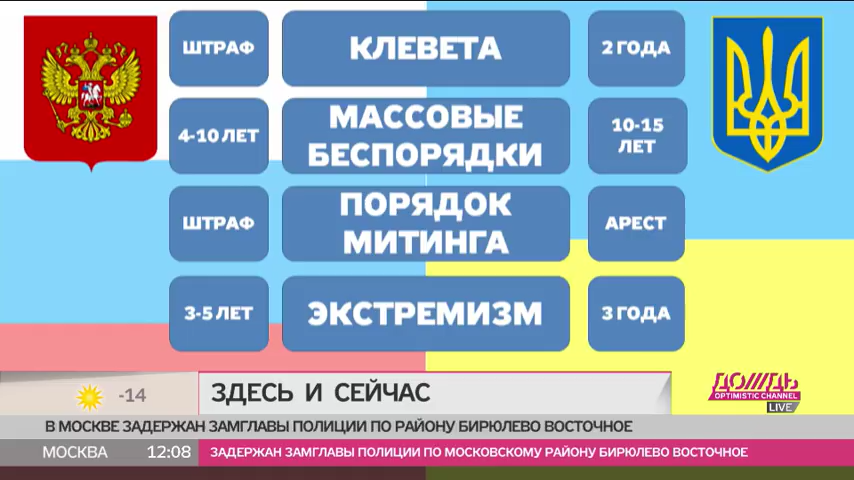 ШТРАФ
КЛЕВЕТА
2 ГОДА
4-10 ЛЕТ
МАССОВЫЕ
БЕСПОРЯДКИ
10-15
ЛЕТ
ШТРАФ
ПОРЯДОК
МИТИНГА
АРЕСТ
3-5 ЛЕТ
ЭКСТРЕМИЗМ
3 ГОДА
-14
ЗДЕСЬ И СЕЙЧАС
ДОЖДЬ
OPTIMISTIC CHANNEL
LIVE
В МОСКВЕ ЗАДЕРЖАН ЗАМГЛАВЫ ПОЛИЦИИ ПО РАЙОНУ БИРЮЛЕВО ВОСТОЧНОЕ
МОСКВА
12:08
ЗАДЕРЖАН ЗАМГЛАВЫ ПОЛИЦИИ ПО МОСКОВСКОМУ РАЙОНУ БИРЮЛЕВО ВОСТОЧНОЕ